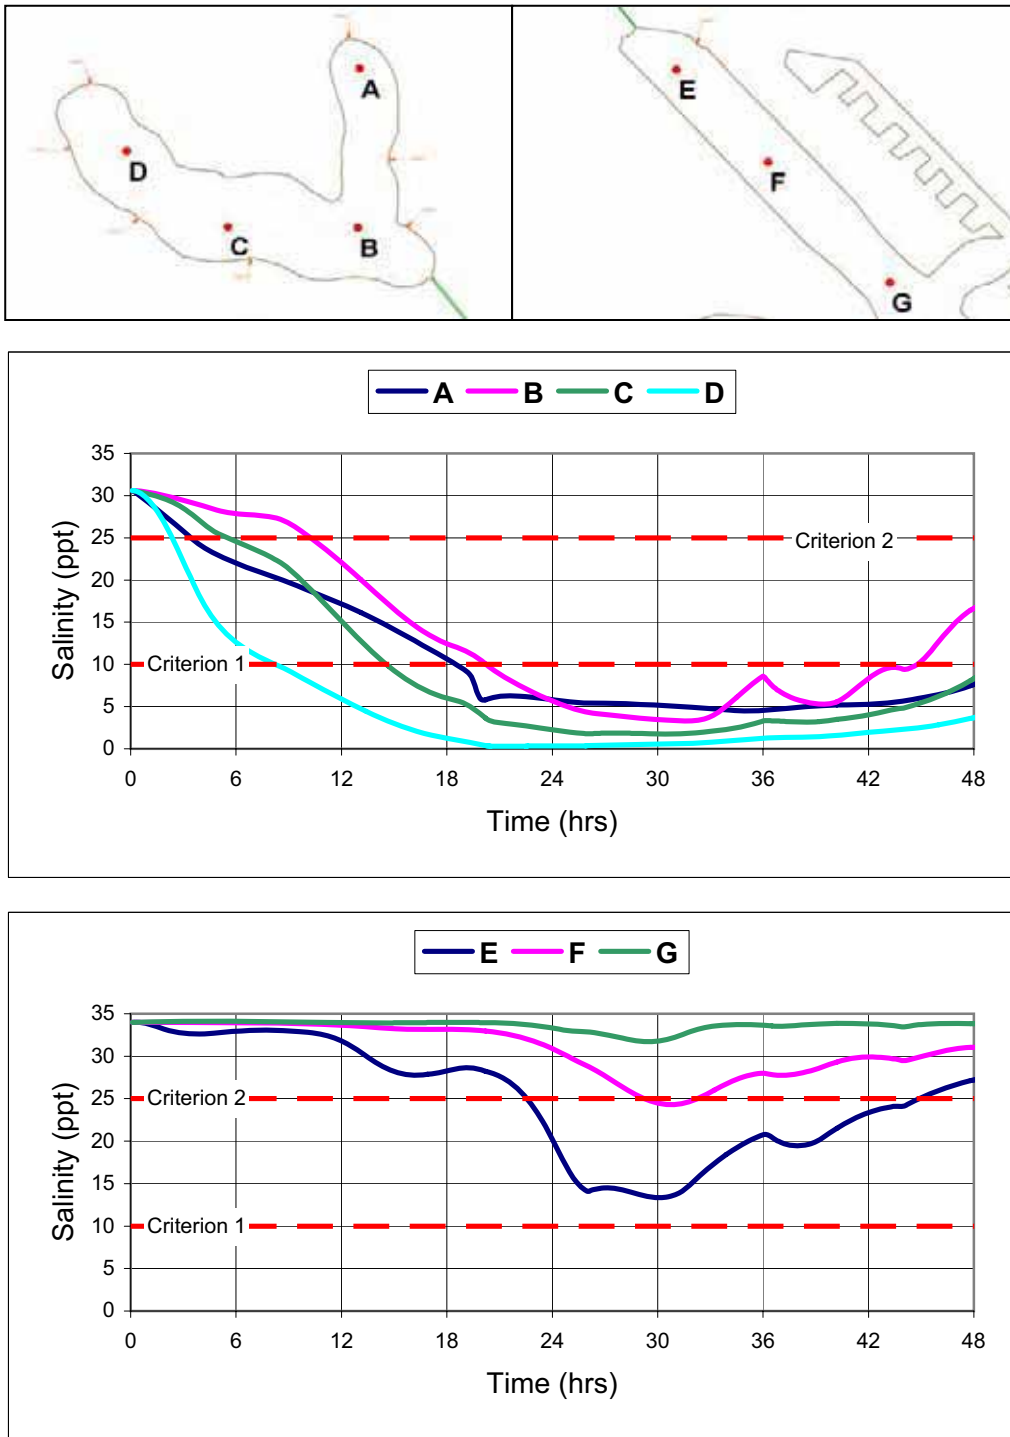 A
D
C
B
E
F
G
A B C D
35
30
25
20
15
10
5
0
Salinity (ppt)
Criterion 2
Criterion 1
0 6 12 18 24 30 36 42 48
Time (hrs)
E F G
35
30
25
20
15
10
5
0
Salinity (ppt)
Criterion 2
Criterion 1
0 6 12 18 24 30 36 42 48
Time (hrs)